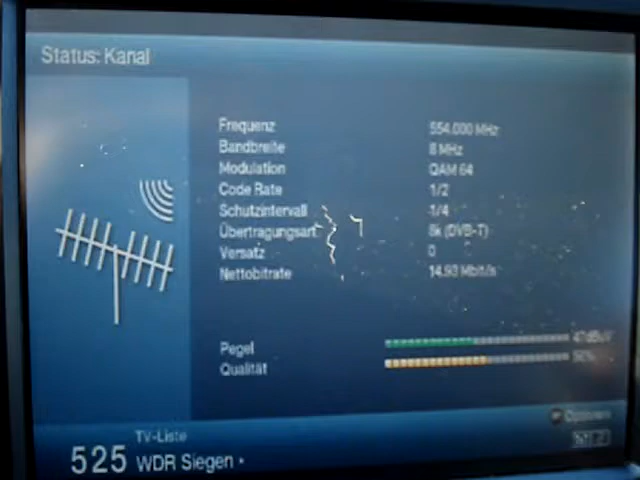 Status: Kanal
Frequenz 554.000 MHz
Bandbreite 8 MHz
Modulation QAM 64
Code Rate 1/2
Schutzintervall 1/4
Übertragungsart 8k (DVB-T)
Versatz 0
Nettobitrate 14.93 Mbit/s
Pegel
Qualität
Optionen
TV-Liste
525 WDR Siegen